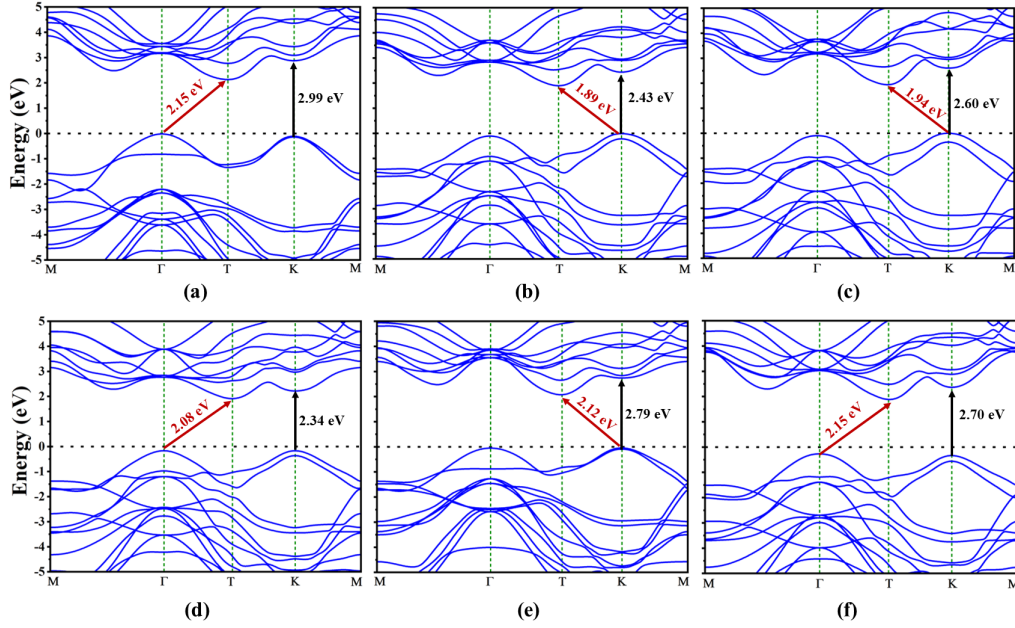 5
4
3
2
1
0
-1
-2
-3
-4
-5
Energy (eV)
2.15 eV
2.99 eV
1.89 eV
2.43 eV
1.94 eV
2.60 eV
M Γ T K M
M Γ T K M
M Γ T K M
(a) (b) (c)
5
4
3
2
1
0
-1
-2
-3
-4
-5
Energy (eV)
2.08 eV
2.34 eV
2.12 eV
2.79 eV
2.15 eV
2.70 eV
M Γ T K M
M Γ T K M
M Γ T K M
(d) (e) (f)